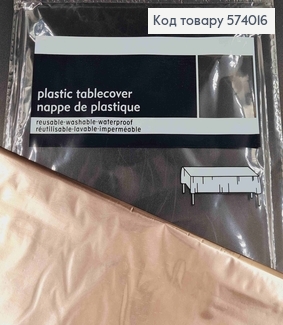 Код товару 574016
plastic tablecover
nappe de plastique
reusable·washable·waterproof
réutilisable·lavable·imperméable